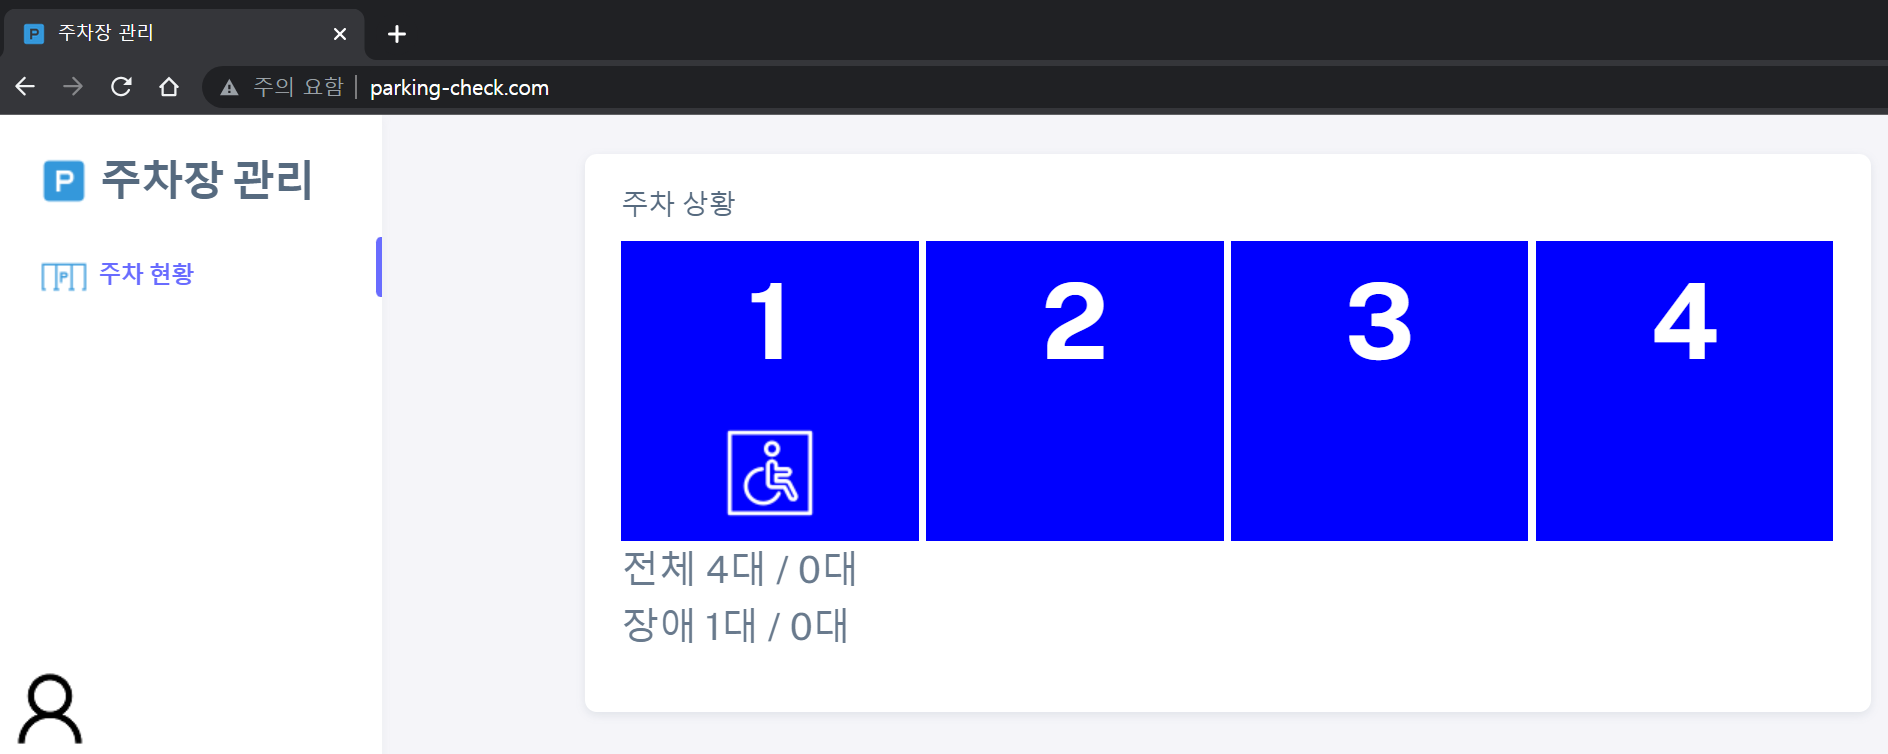 주차장 관리
주의 요함 | parking-check.com
P 주차장 관리
P 주차 현황
주차 상황
1 2 3 4
전체 4대 / 0대
장애 1대 / 0대